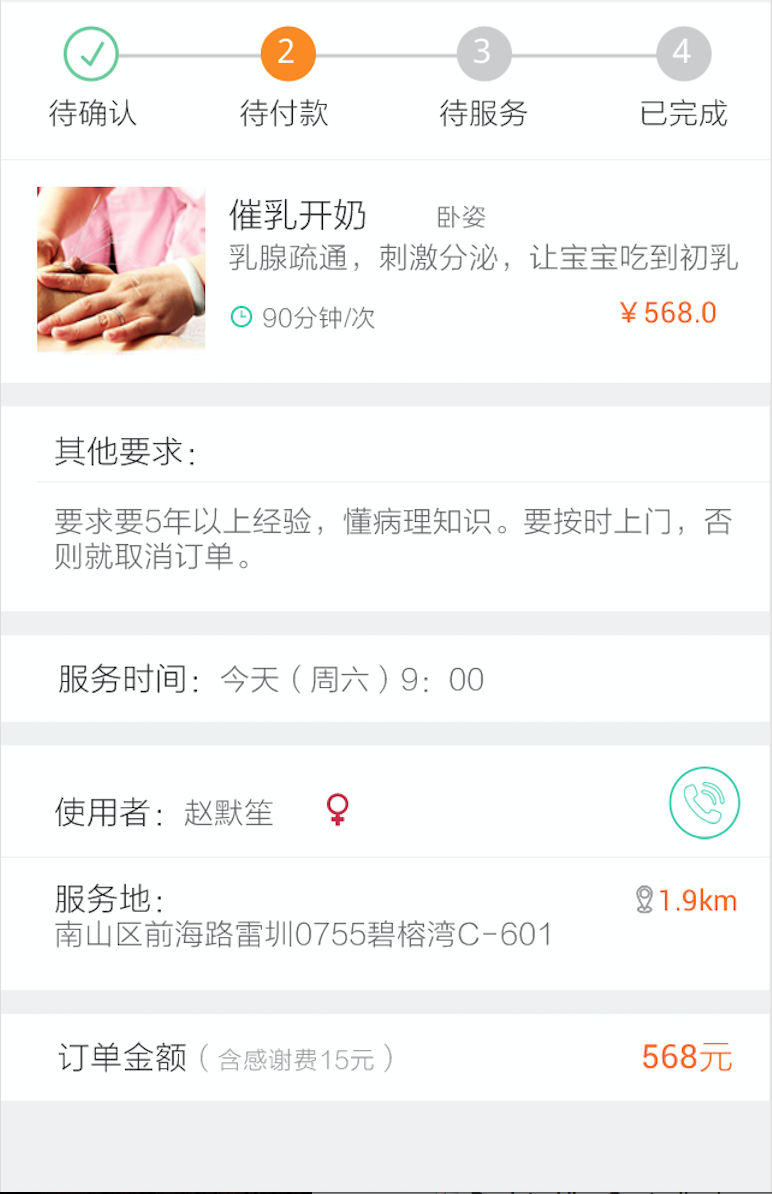 2
3
4
待确认
待付款
待服务
已完成
催乳开奶 卧姿
乳腺疏通，刺激分泌，让宝宝吃到初乳
90分钟/次
￥568.0
其他要求：
要求要5年以上经验，懂病理知识。要按时上门，否
则就取消订单。
服务时间：今天（周六）9：00
使用者：赵默笙
服务地：
1.9km
南山区前海路雷圳0755碧榕湾C-601
订单金额（含感谢费15元）
568元